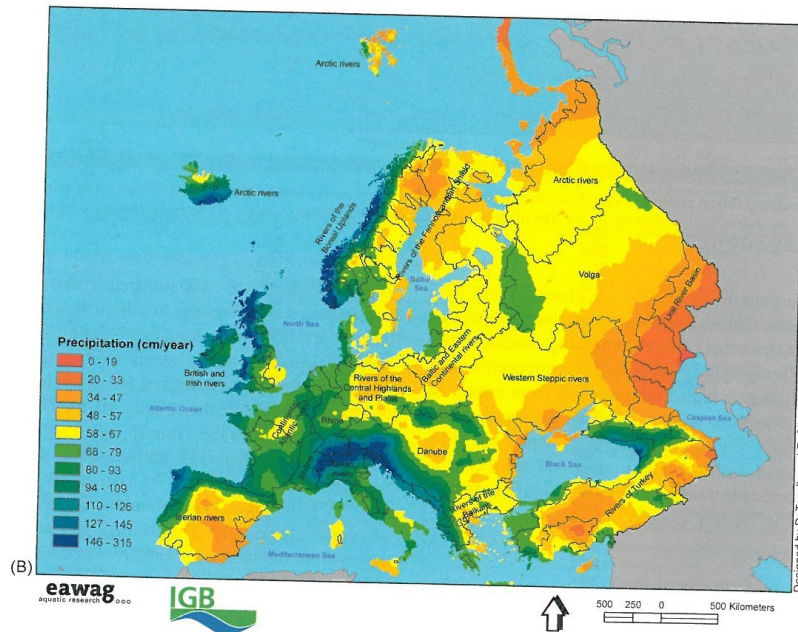 Arctic rivers
Arctic rivers
Arctic rivers
Rivers of the
Boreal Uplands
Rivers of the Fennoscandian Shield
Baltic
Sea
Volga
Ural River Basin
North Sea
Precipitation (cm/year)
0 - 19
20 - 33
34 - 47
48 - 57
58 - 67
68 - 79
80 - 93
94 - 109
110 - 126
127 - 145
146 - 315
British and
Irish rivers
Atlantic Ocean
Rivers of the
Central Highlands
and Plains
Baltic and Eastern
Continental rivers
Western Steppic rivers
Rhine
Rhone
Danube
Caspian Sea
Black Sea
rivers
Iberian rivers
Rivers of the
Balkans
Rivers of Turkey
Mediterranean Sea
(B)
eawag
aquatic research
IGB
500 250 0 500 Kilometers
Designed by